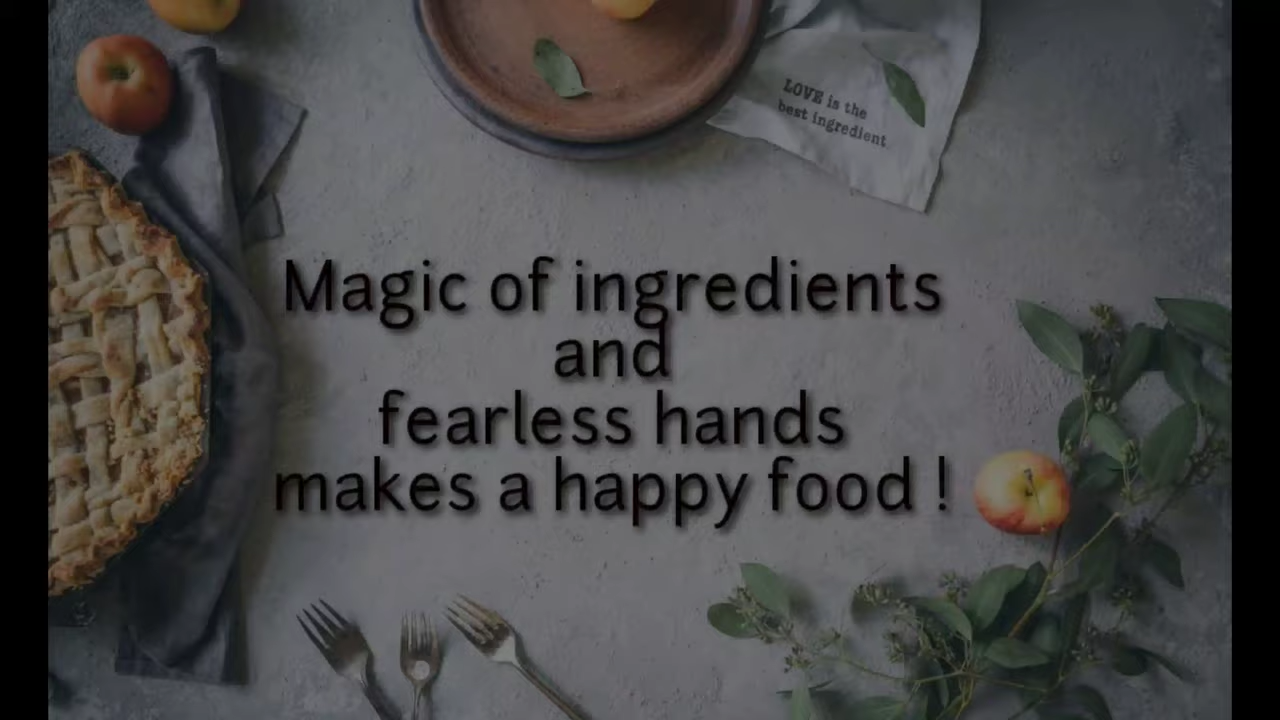 LOVE is the
best ingredient
Magic of ingredients
and
fearless hands
makes a happy food !